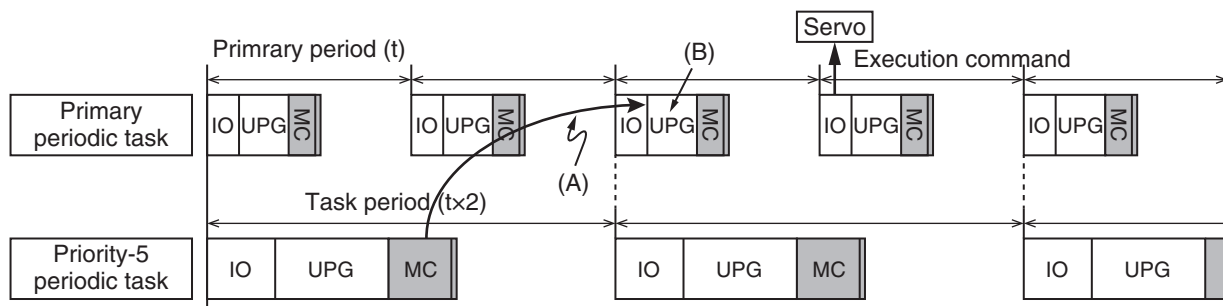 Servo
Primrary period (t)
(B)
Execution command
Primary
periodic task
IO UPG MC
IO UPG MC
IO UPG MC
IO UPG MC
IO UPG MC
(A)
Task period (t×2)
Priority-5
periodic task
IO UPG MC
IO UPG MC
IO UPG